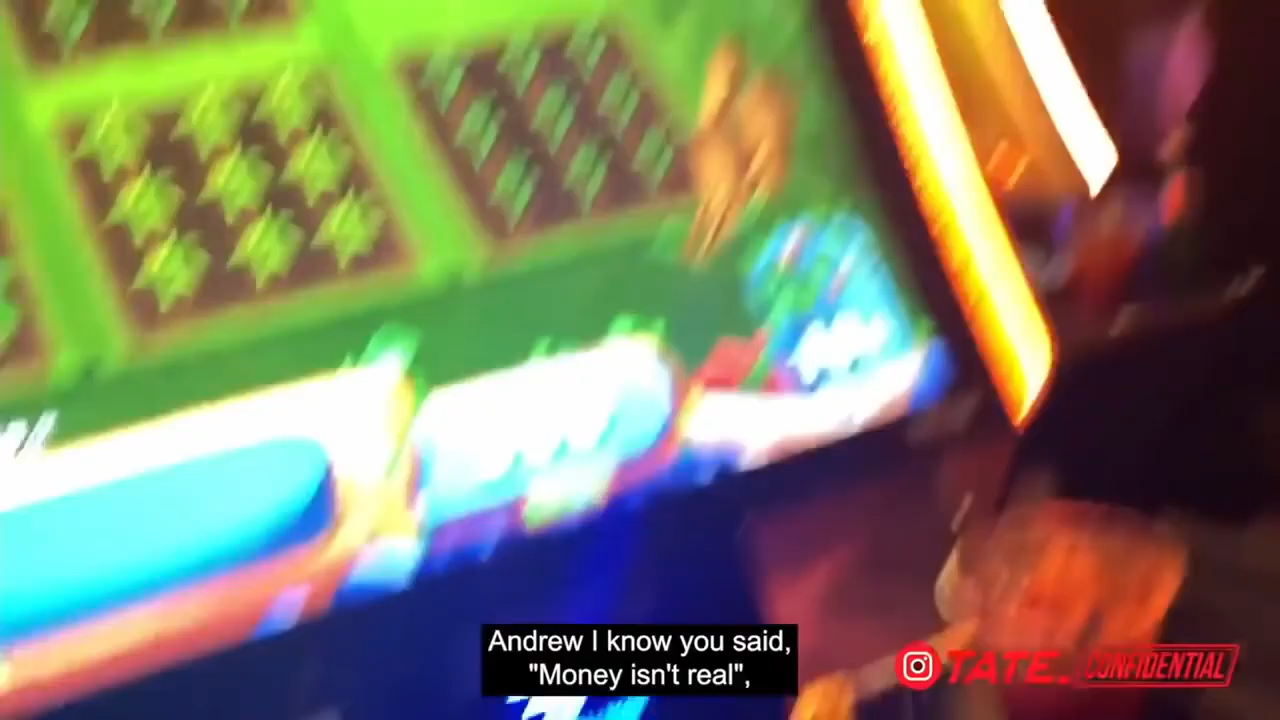 Andrew I know you said,
"Money isn't real",
TATE. CONFIDENTIAL